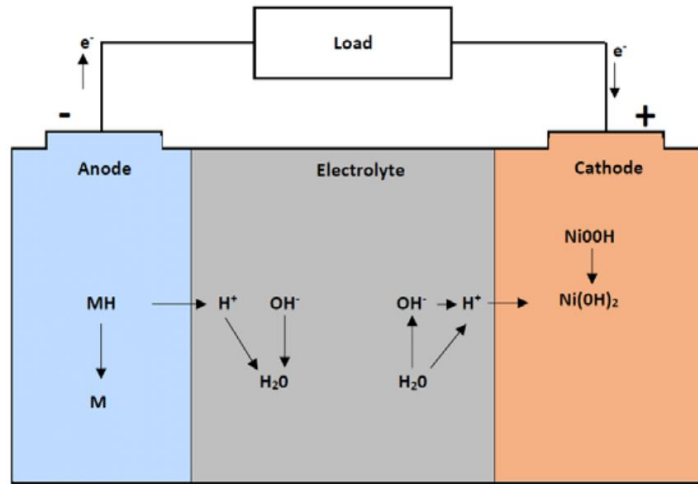 Load
e⁻
e⁻
-
+
Anode
Electrolyte
Cathode
Ni00H
MH
H⁺
OH⁻
OH⁻
H⁺
Ni(0H)₂
H₂0
H₂0
M